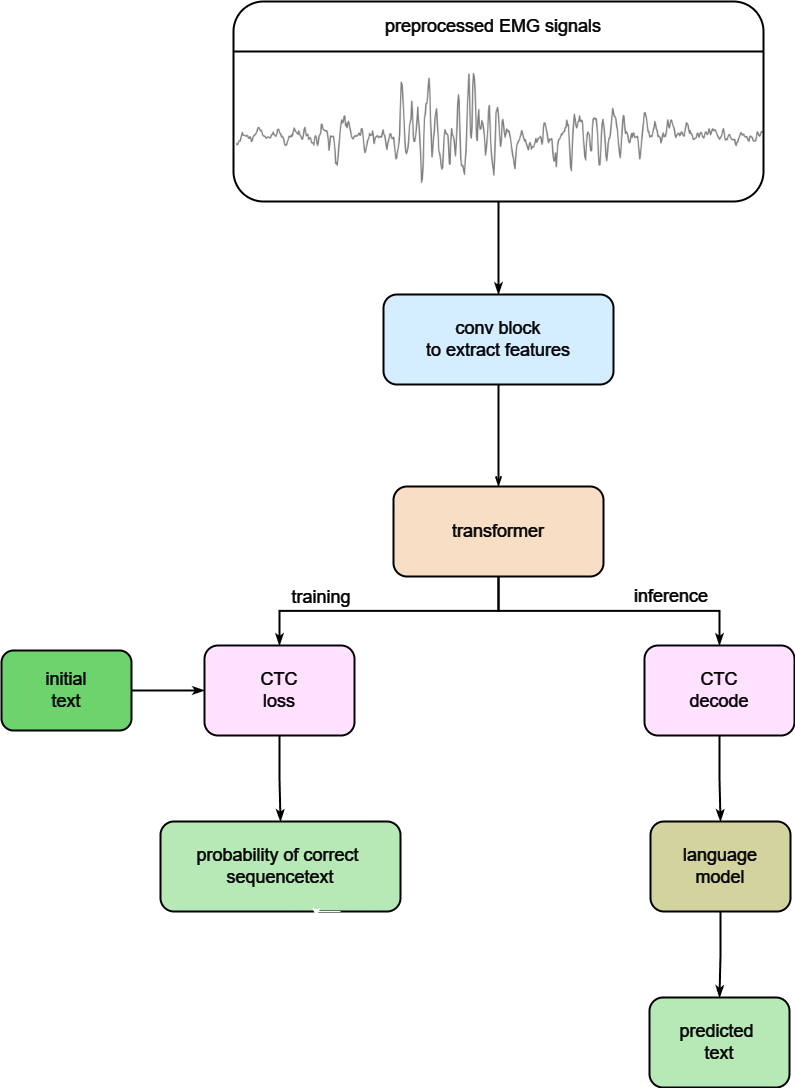 preprocessed EMG signals
conv block
to extract features
transformer
training
inference
initial
text
CTC
loss
CTC
decode
probability of correct
sequencetext
language
model
predicted
text